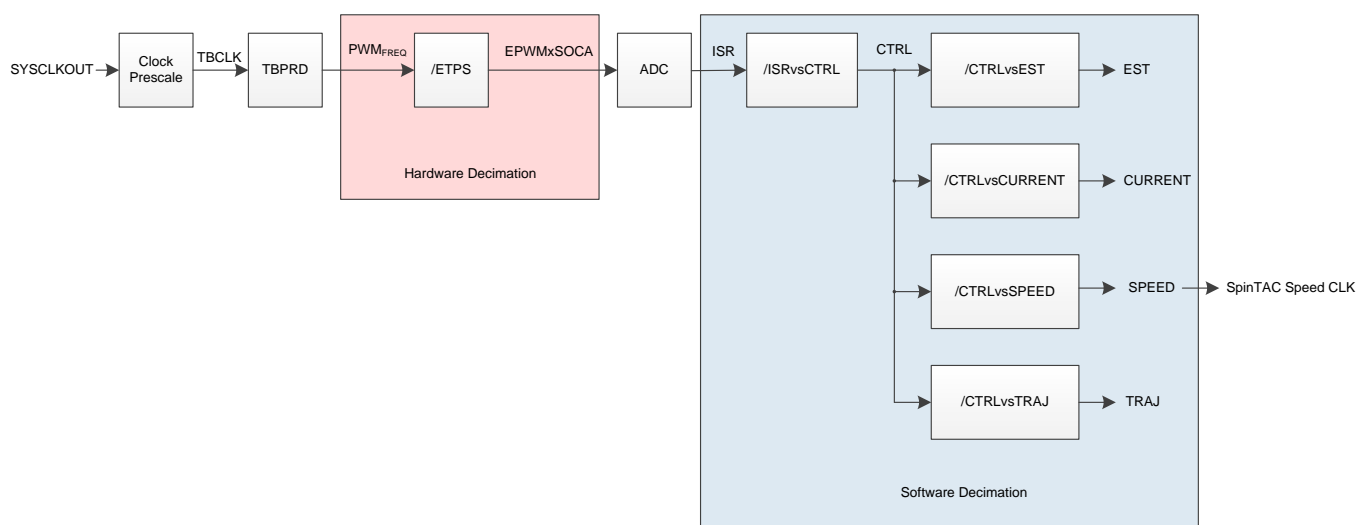 SYSCLKOUT
Clock
Prescale
TBCLK
TBPRD
PWMFREQ
/ETPS
EPWMxSOCA
Hardware Decimation
ADC
ISR
/ISRvsCTRL
CTRL
/CTRLvsEST
EST
/CTRLvsCURRENT
CURRENT
/CTRLvsSPEED
SPEED
SpinTAC Speed CLK
/CTRLvsTRAJ
TRAJ
Software Decimation